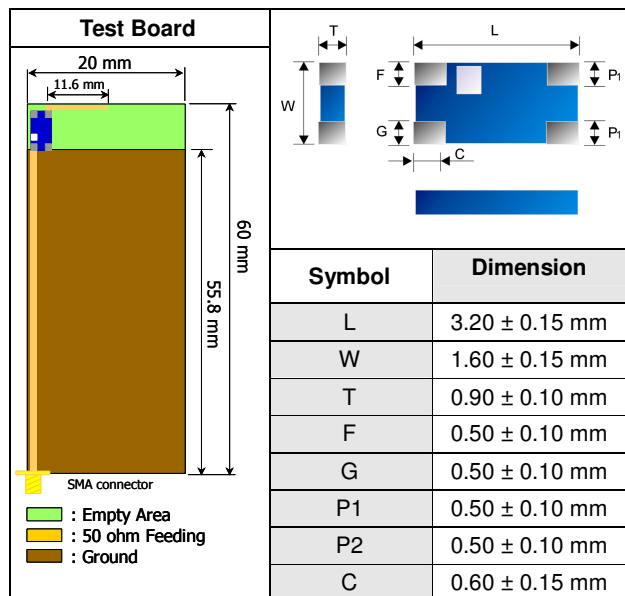 Test Board
20 mm
11.6 mm
60 mm
55.8 mm
SMA connector
: Empty Area
: 50 ohm Feeding
: Ground
T
L
F
P1
W
G
P1
C
Symbol Dimension
L 3.20 ± 0.15 mm
W 1.60 ± 0.15 mm
T 0.90 ± 0.10 mm
F 0.50 ± 0.10 mm
G 0.50 ± 0.10 mm
P1 0.50 ± 0.10 mm
P2 0.50 ± 0.10 mm
C 0.60 ± 0.15 mm